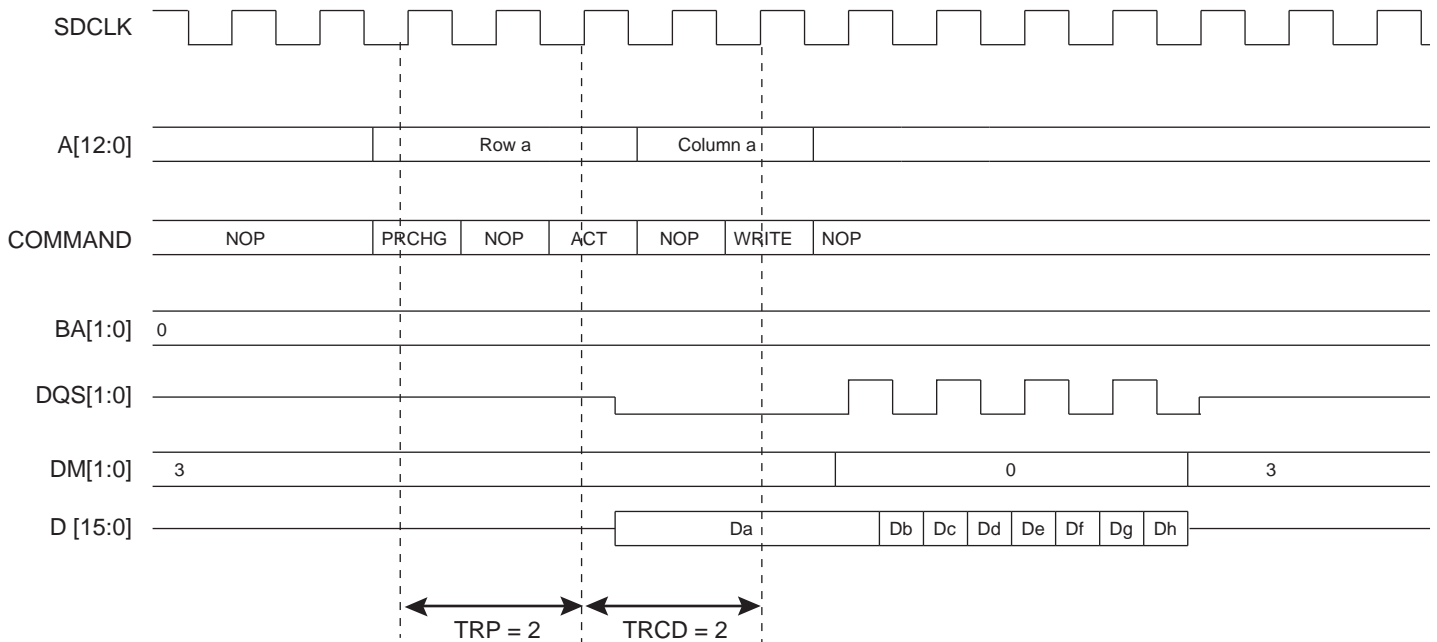 SDCLK
A[12:0] Row a Column a
COMMAND NOP PRCHG NOP ACT NOP WRITE NOP
BA[1:0] 0
DQS[1:0]
DM[1:0] 3 0 3
D [15:0] Da Db Dc Dd De Df Dg Dh
TRP = 2 TRCD = 2